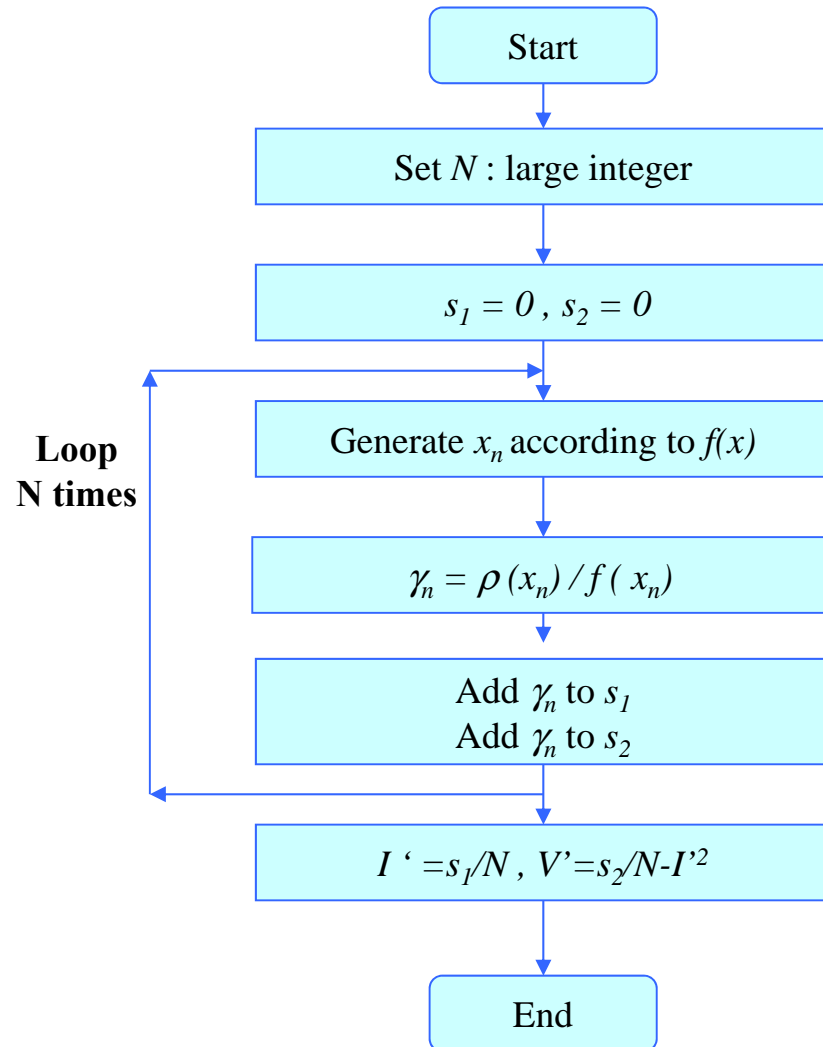 Start
Set N : large integer
s₁ = 0 , s₂ = 0
Loop
N times
Generate xₙ according to f(x)
γₙ = ρ (xₙ) / f ( xₙ)
Add γₙ to s₁
Add γₙ to s₂
I ‘ =s₁/N , V’=s₂/N-I’²
End